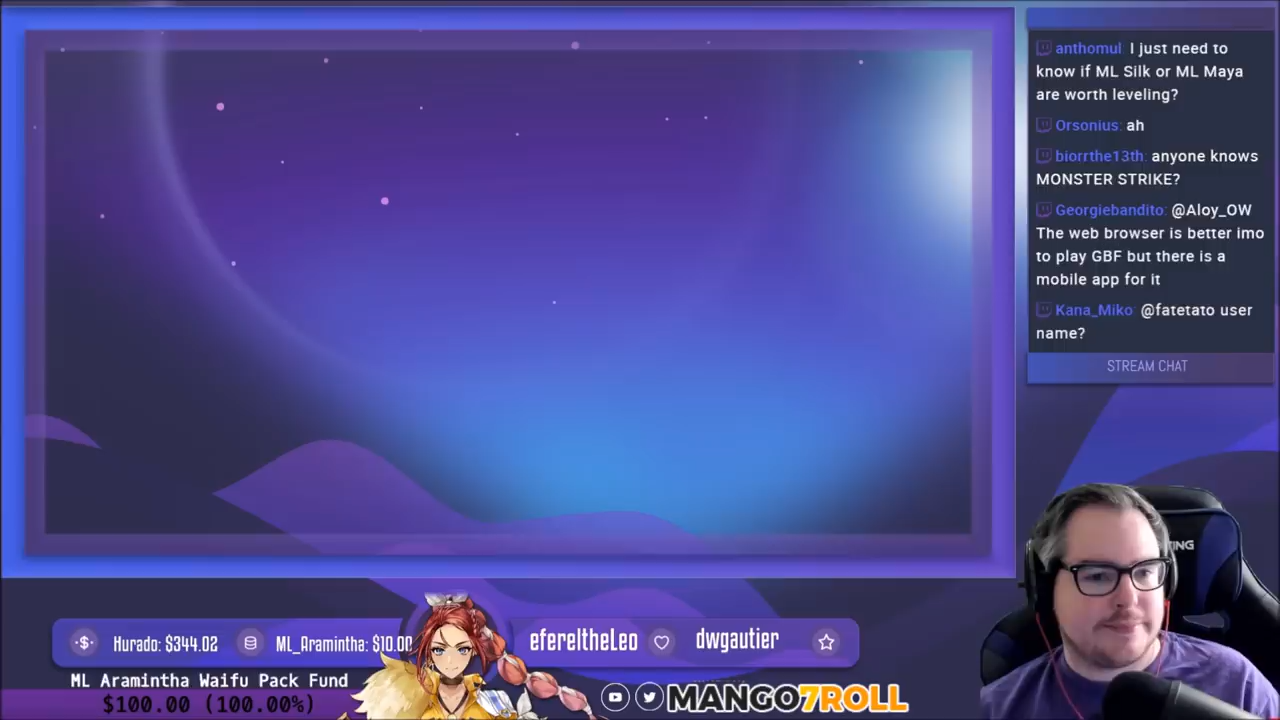 anthomul I just need to
know if ML Silk or ML Maya
are worth leveling?
Orsonius: ah
biorrthe13th: anyone knows
MONSTER STRIKE?
Georgiebandito: @Aloy_OW
The web browser is better imo
to play GBF but there is a
mobile app for it
Kana_Miko @fatetato user
name?
STREAM CHAT
Hurado: $344.02
ML_Aramintha: $10.00
efereltheLeo
dwgautier
ML Aramintha Waifu Pack Fund
$100.00 (100.00%)
MANGO7ROLL